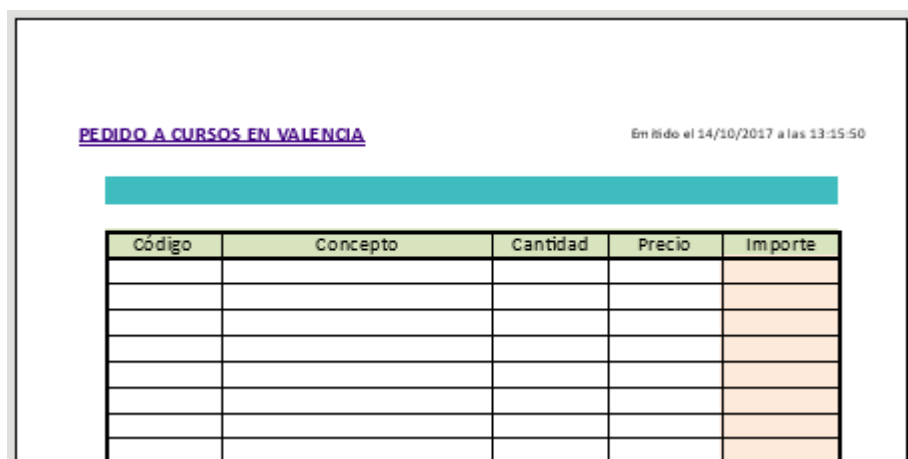 PEDIDO A CURSOS EN VALENCIA
Emitido el 14/10/2017 a las 13:15:50
Código Concepto Cantidad Precio Importe